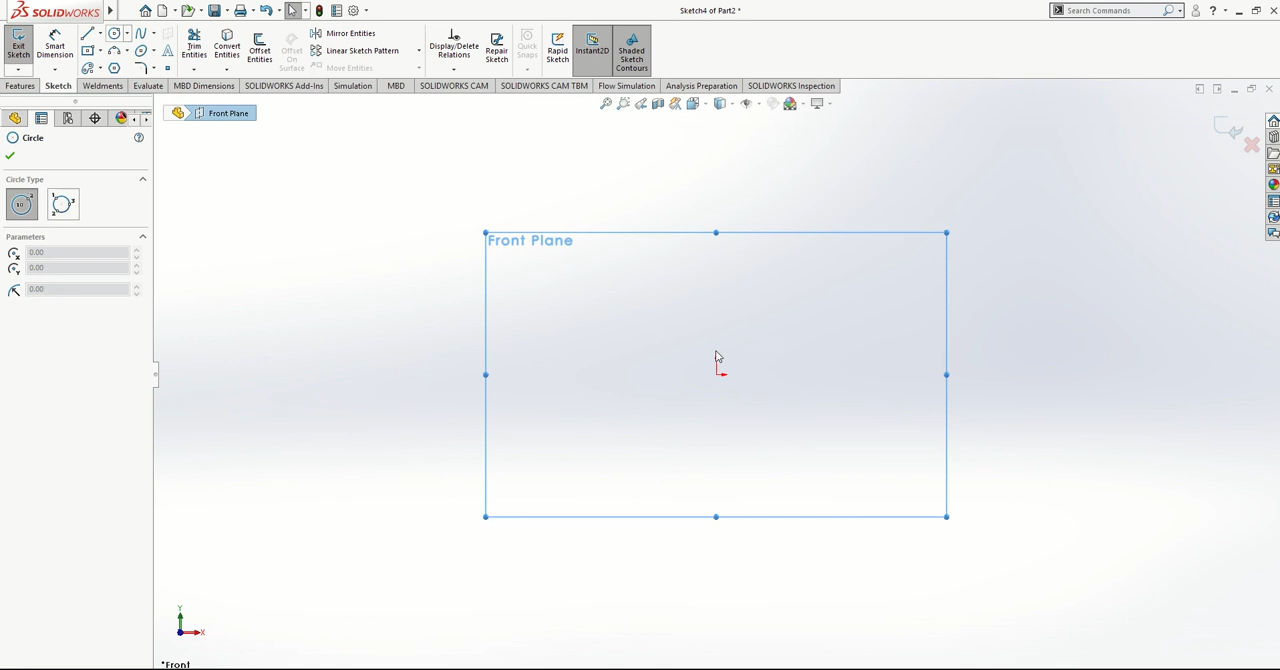 SOLIDWORKS
Sketch4 of Part2 *
Search Commands
?
Exit Sketch
Smart Dimension
Trim Entities
Convert Entities
Offset Entities
Offset On Surface
Mirror Entities
Linear Sketch Pattern
Move Entities
Display/Delete Relations
Repair Sketch
Quick Snaps
Rapid Sketch
Instant2D
Shaded Sketch Contours
Features
Sketch
Weldments
Evaluate
MBD Dimensions
SOLIDWORKS Add-Ins
Simulation
MBD
SOLIDWORKS CAM
SOLIDWORKS CAM TBM
Flow Simulation
Analysis Preparation
SOLIDWORKS Inspection
Front Plane
Circle
Circle Type
Parameters
0.00
0.00
0.00
Front Plane
Y
X
*Front